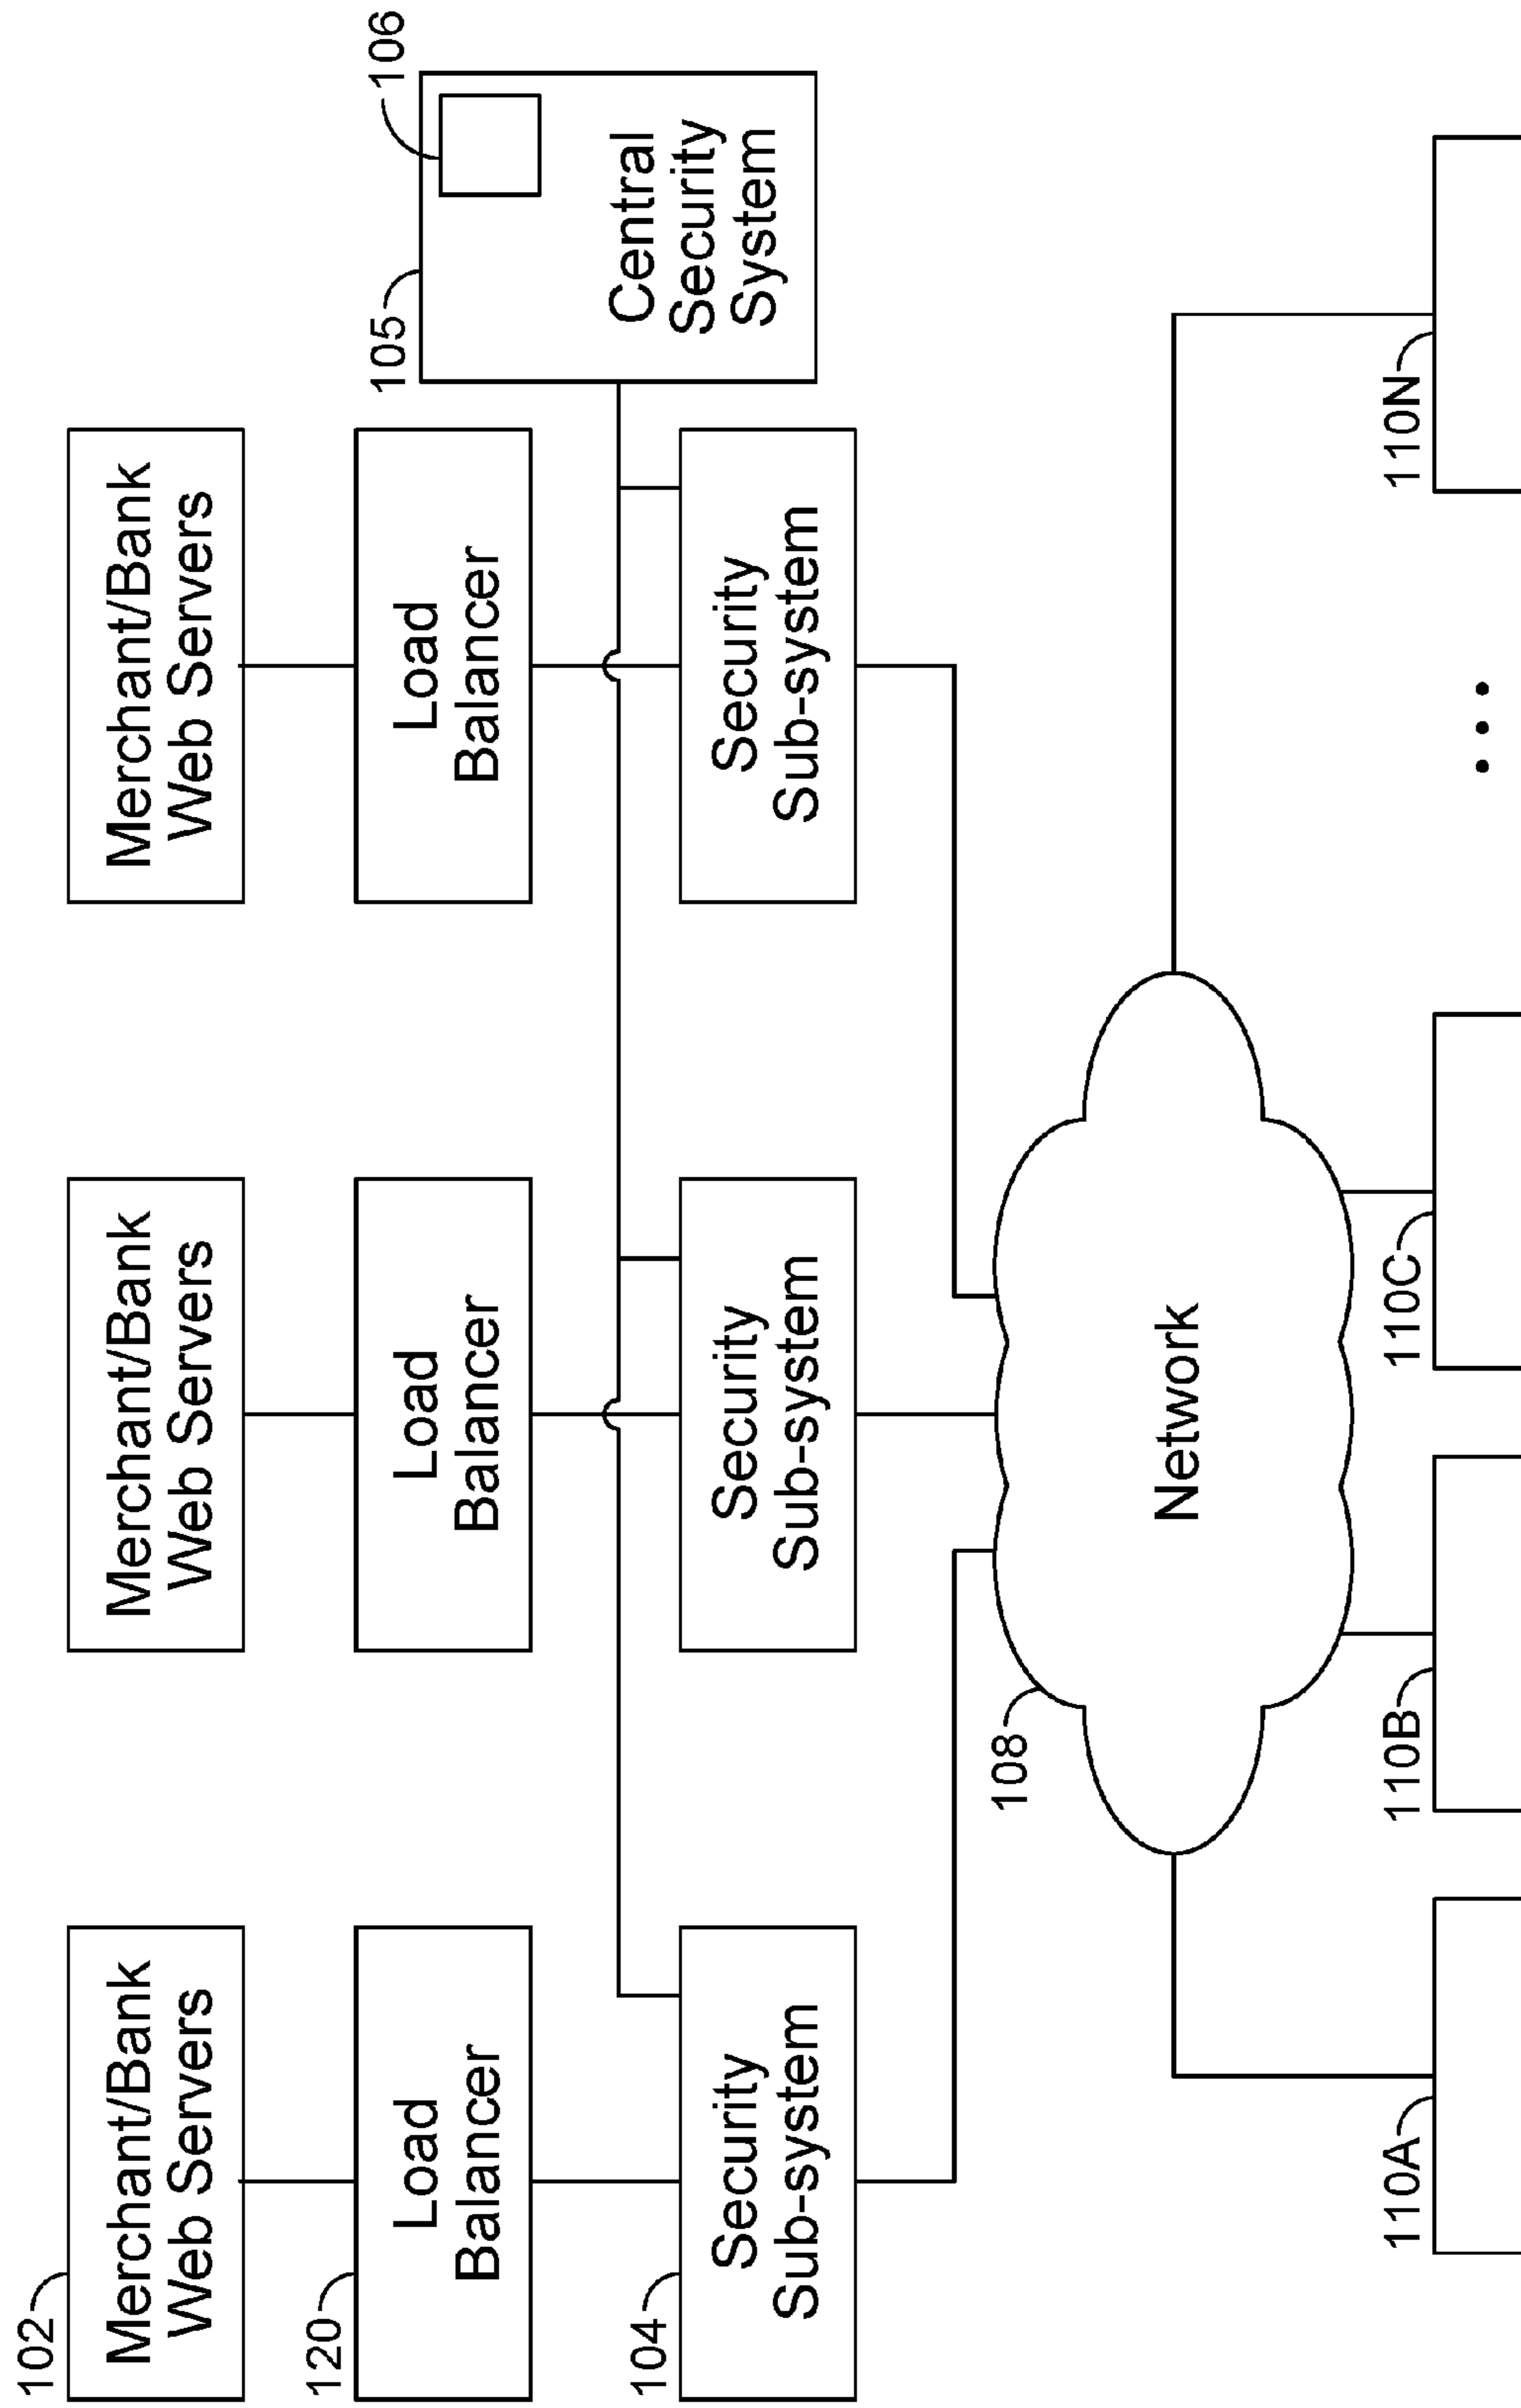 102
Merchant/Bank
Web Servers
Merchant/Bank
Web Servers
Merchant/Bank
Web Servers
120
Load
Balancer
Load
Balancer
Load
Balancer
105
106
Central
Security
System
104
Security
Sub-system
Security
Sub-system
Security
Sub-system
108
Network
110A
110B
110C
110N
...